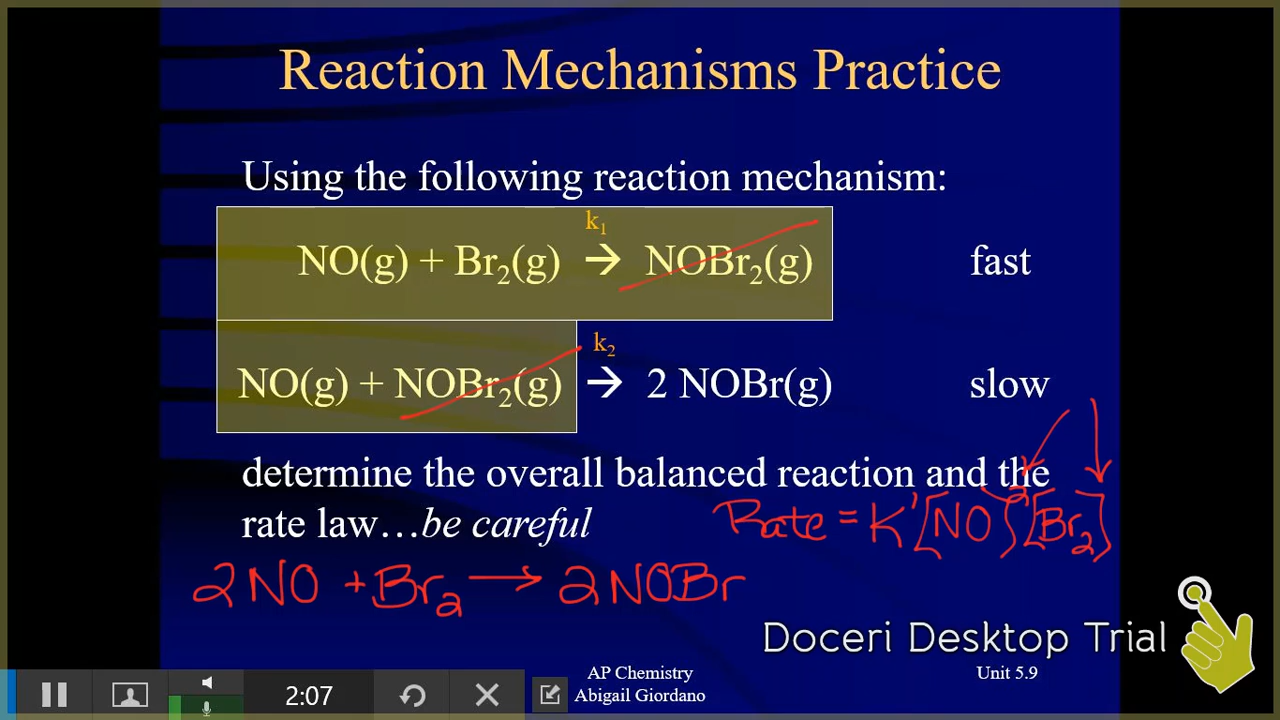 Reaction Mechanisms Practice
Using the following reaction mechanism:
k₁
NO(g) + Br₂(g) → NOBr₂(g) fast
k₂
NO(g) + NOBr₂(g) → 2 NOBr(g) slow
determine the overall balanced reaction and the
rate law…be careful
Rate = K'[NO]²[Br₂]
2NO + Br₂ → 2NOBr
Doceri Desktop Trial
AP Chemistry
Abigail Giordano
Unit 5.9
2:07